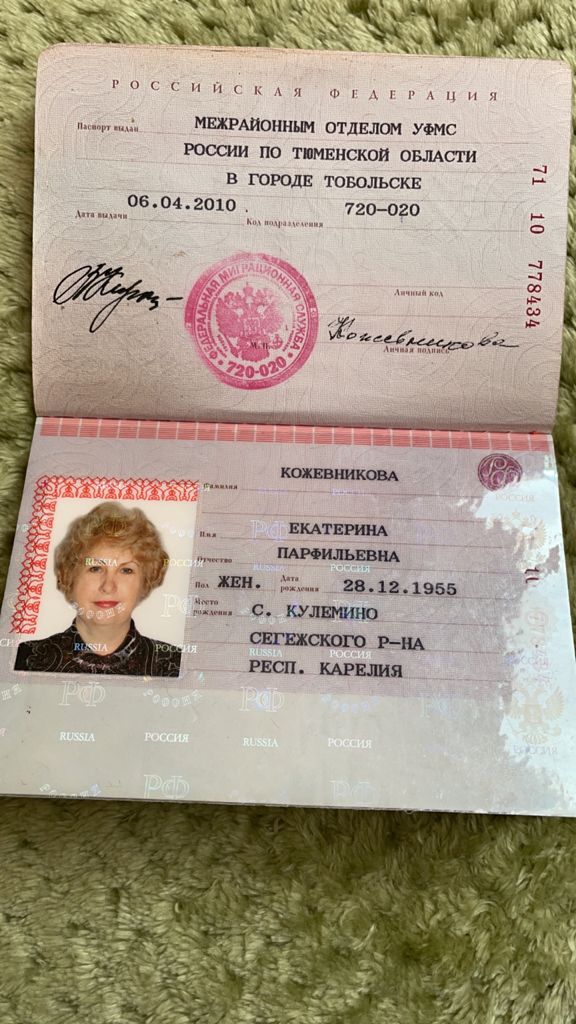 РОССИЙСКАЯ ФЕДЕРАЦИЯ
Паспорт выдан МЕЖРАЙОННЫМ ОТДЕЛОМ УФМС
РОССИИ ПО ТЮМЕНСКОЙ ОБЛАСТИ
В ГОРОДЕ ТОБОЛЬСКЕ
Дата выдачи 06.04.2010 Код подразделения 720-020
71 10 778434
Личный код
ФЕДЕРАЛЬНАЯ МИГРАЦИОННАЯ СЛУЖБА
720-020
М.П.
Кожевникова
Личная подпись
Фамилия КОЖЕВНИКОВА
Имя ЕКАТЕРИНА
Отчество ПАРФИЛЬЕВНА
Пол ЖЕН. Дата рождения 28.12.1955
Место рождения С. КУЛЕМИНО
СЕГЕЖСКОГО Р-НА
РЕСП. КАРЕЛИЯ
РФ
РОССИЯ
RUSSIA РОССИЯ RUSSIA РОССИЯ